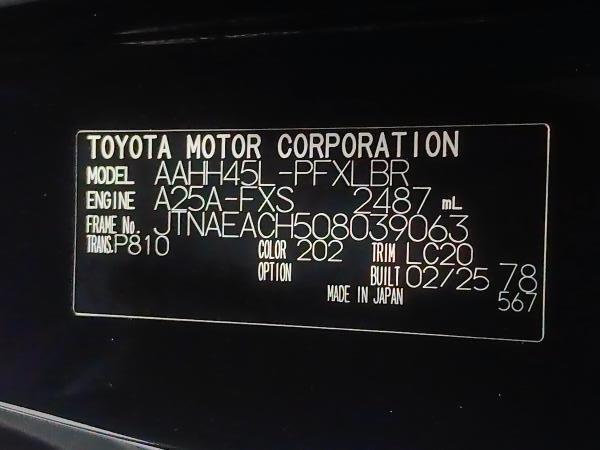 TOYOTA MOTOR CORPORATION
MODEL AAHH45L-PFXLBR
ENGINE A25A-FXS 2487 mL
FRAME No. JTNAEACH508039063
TRANS. P810 COLOR 202 TRIM LC20
OPTION BUILT 02/25 78
MADE IN JAPAN 567